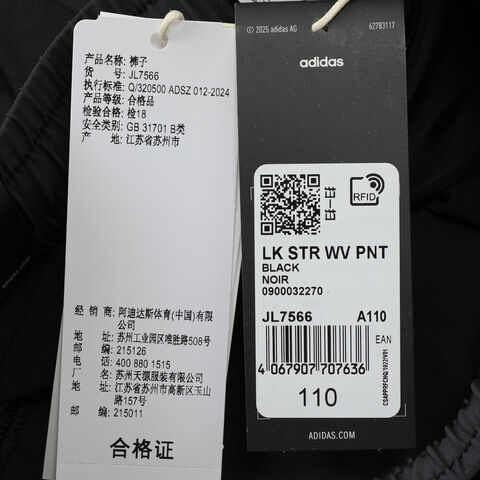 产品名称: 裤子
货 号: JL7566
执行标准: Q/320500 ADSZ 012-2024
产品等级: 合格品
检验合格: 检18
安全类别: GB 31701 B类
产地: 江苏省苏州市
经 销 商: 阿迪达斯体育(中国)有限
公司
地 址: 苏州工业园区唯胜路508号
邮 编: 215126
电 话: 400 880 1515
厂 名: 苏州天源服装有限公司
地 址: 江苏省苏州市高新区兰山
路157号
邮 编: 215011
合格证
© 2025 adidas AG
62783117
adidas
扫一扫
RFID
LK STR WV PNT
BLACK
NOIR
0900032270
JL7566 A110
EAN
4 067907 707636
110
ADIDAS.COM
ADIDAS